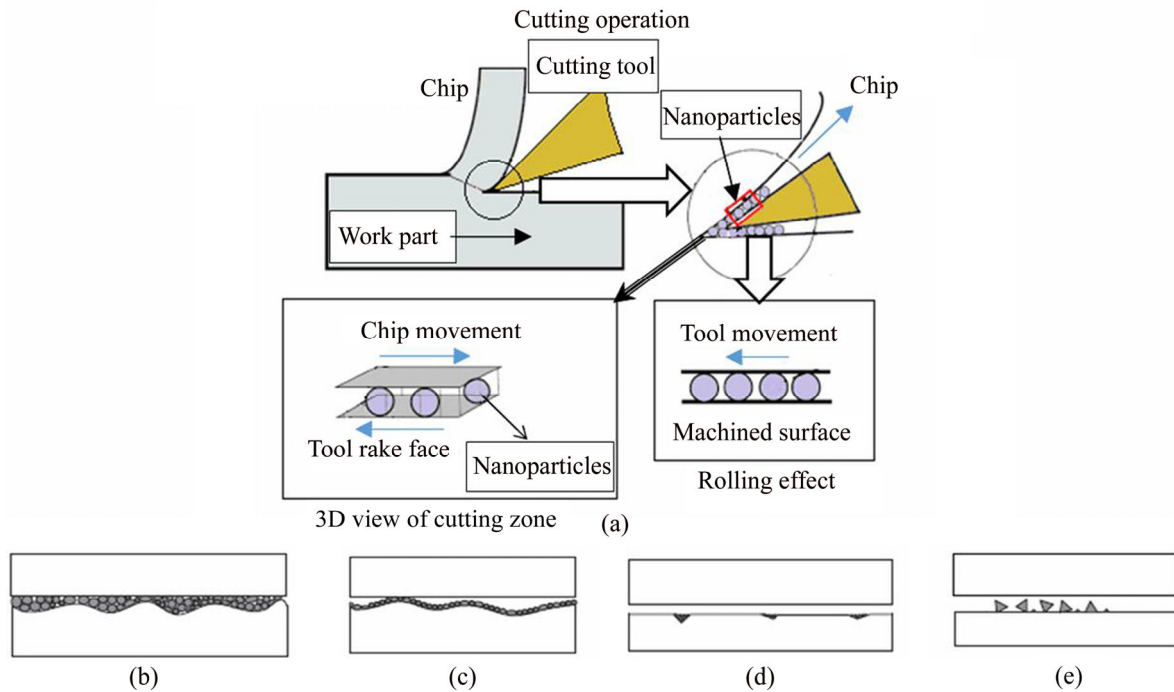 Cutting operation
Cutting tool
Chip
Chip
Nanoparticles
Work part
Chip movement
Tool rake face
Nanoparticles
3D view of cutting zone
Tool movement
Machined surface
Rolling effect
(a)
(b)
(c)
(d)
(e)